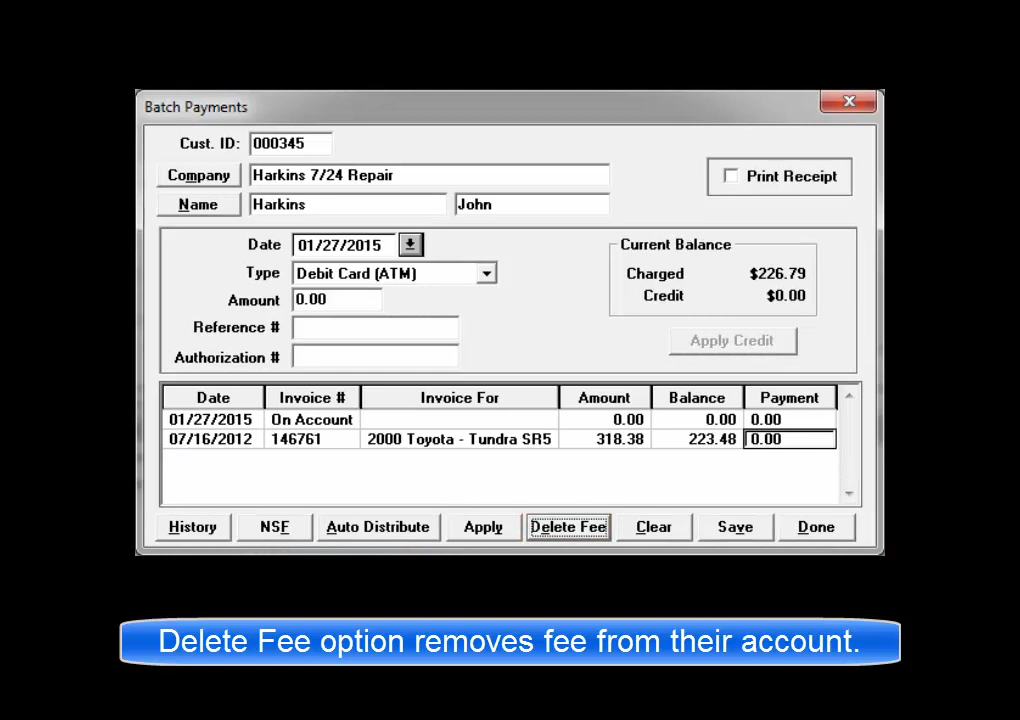 Batch Payments
Cust. ID: 000345
Company Harkins 7/24 Repair
Print Receipt
Name Harkins John
Date 01/27/2015
Current Balance
Type Debit Card (ATM)
Charged $226.79
Amount 0.00
Credit $0.00
Reference #
Apply Credit
Authorization #
Date Invoice # Invoice For Amount Balance Payment
01/27/2015 On Account 0.00 0.00 0.00
07/16/2012 146761 2000 Toyota - Tundra SR5 318.38 223.48 0.00
History NSF Auto Distribute Apply Delete Fee Clear Save Done
Delete Fee option removes fee from their account.